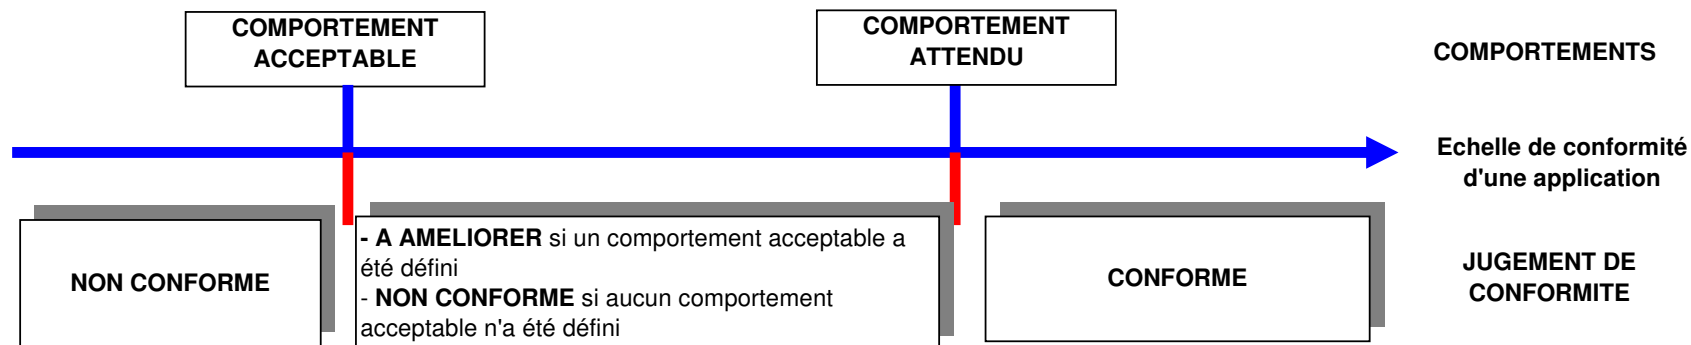 COMPORTEMENT
ACCEPTABLE
COMPORTEMENT
ATTENDU
COMPORTEMENTS
Echelle de conformité
d'une application
NON CONFORME
- A AMELIORER si un comportement acceptable a
été défini
- NON CONFORME si aucun comportement
acceptable n'a été défini
CONFORME
JUGEMENT DE
CONFORMITE